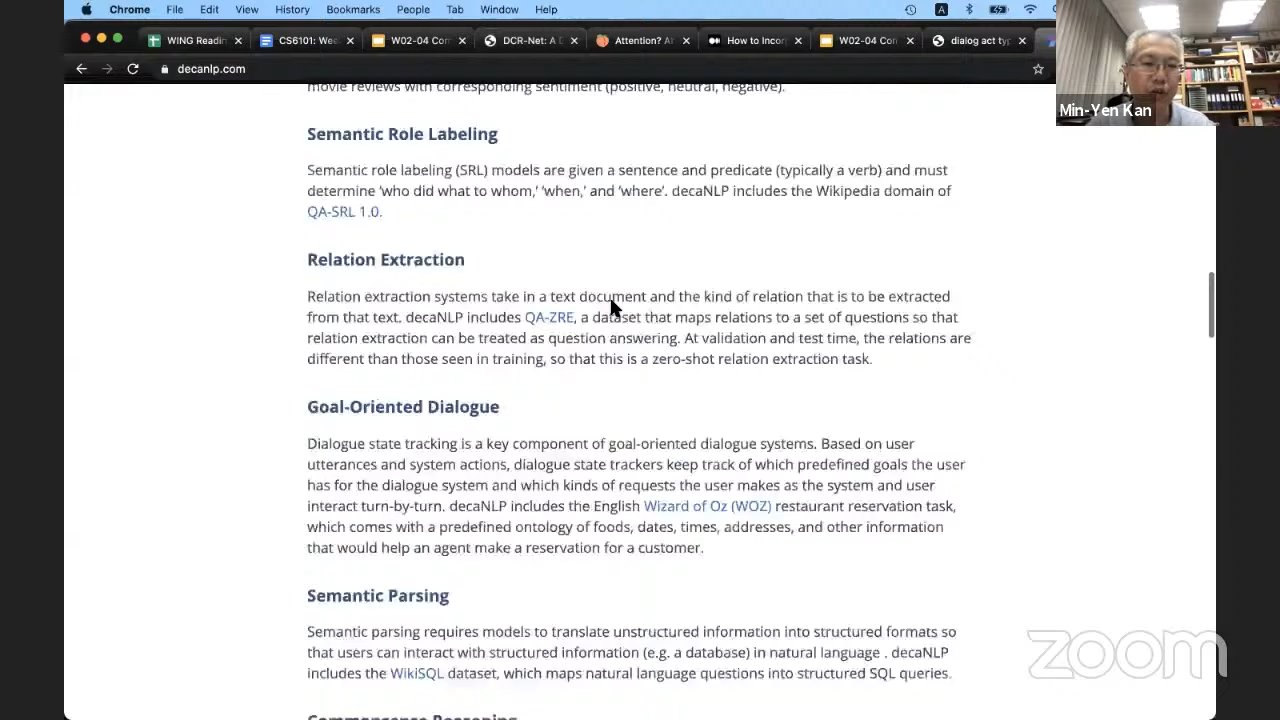 Chrome File Edit View History Bookmarks People Tab Window Help
WING Readin
CS6101: Wee
W02-04 Con
DCR-Net: A D
Attention? A
How to Incor
W02-04 Con
dialog act typ
decanlp.com
Min-Yen Kan
movie reviews with corresponding sentiment (positive, neutral, negative).
Semantic Role Labeling
Semantic role labeling (SRL) models are given a sentence and predicate (typically a verb) and must
determine ‘who did what to whom,’ ‘when,’ and ‘where’. decaNLP includes the Wikipedia domain of
QA-SRL 1.0.
Relation Extraction
Relation extraction systems take in a text document and the kind of relation that is to be extracted
from that text. decaNLP includes QA-ZRE, a dataset that maps relations to a set of questions so that
relation extraction can be treated as question answering. At validation and test time, the relations are
different than those seen in training, so that this is a zero-shot relation extraction task.
Goal-Oriented Dialogue
Dialogue state tracking is a key component of goal-oriented dialogue systems. Based on user
utterances and system actions, dialogue state trackers keep track of which predefined goals the user
has for the dialogue system and which kinds of requests the user makes as the system and user
interact turn-by-turn. decaNLP includes the English Wizard of Oz (WOZ) restaurant reservation task,
which comes with a predefined ontology of foods, dates, times, addresses, and other information
that would help an agent make a reservation for a customer.
Semantic Parsing
Semantic parsing requires models to translate unstructured information into structured formats so
that users can interact with structured information (e.g. a database) in natural language . decaNLP
includes the WikiSQL dataset, which maps natural language questions into structured SQL queries.
Commonsense Reasoning
zoom